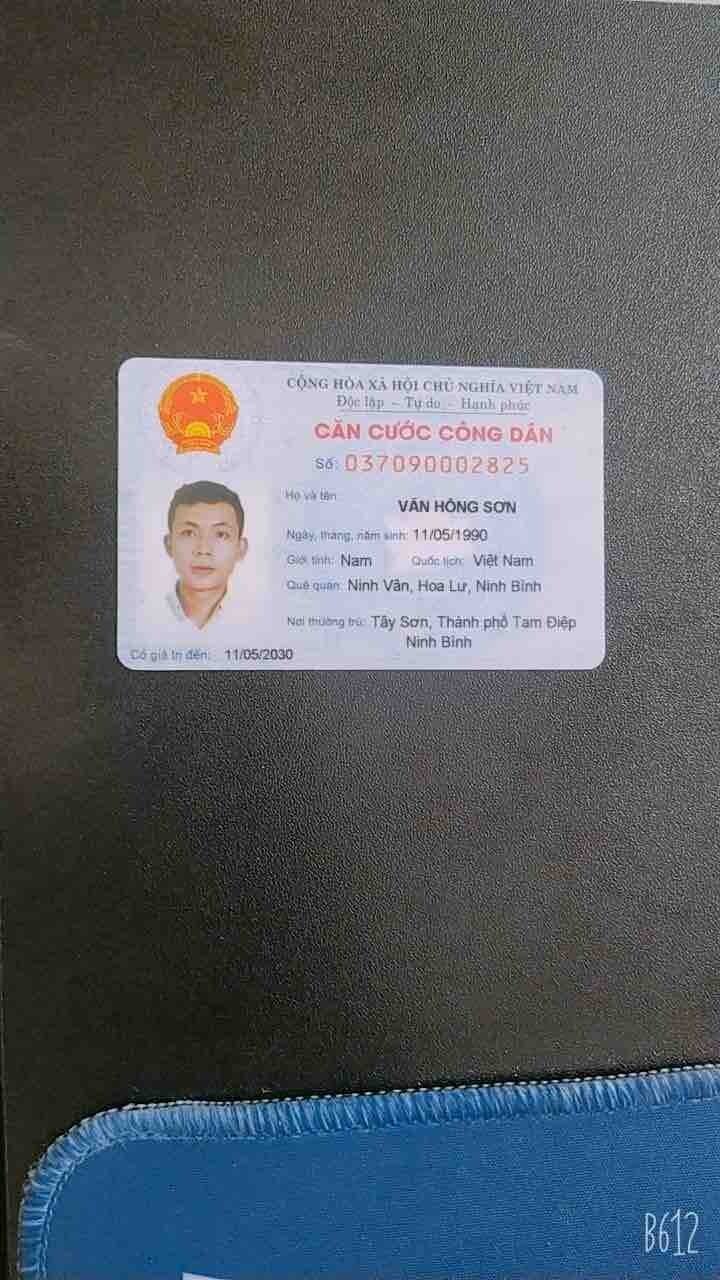 CỘNG HÒA XÃ HỘI CHỦ NGHĨA VIỆT NAM
Độc lập - Tự do - Hạnh phúc
CĂN CƯỚC CÔNG DÂN
Số: 037090002825
Họ và tên:
VĂN HỒNG SƠN
Ngày, tháng, năm sinh: 11/05/1990
Giới tính: Nam Quốc tịch: Việt Nam
Quê quán: Ninh Vân, Hoa Lư, Ninh Bình
Nơi thường trú: Tây Sơn, Thành phố Tam Điệp
Ninh Bình
Có giá trị đến: 11/05/2030
B612